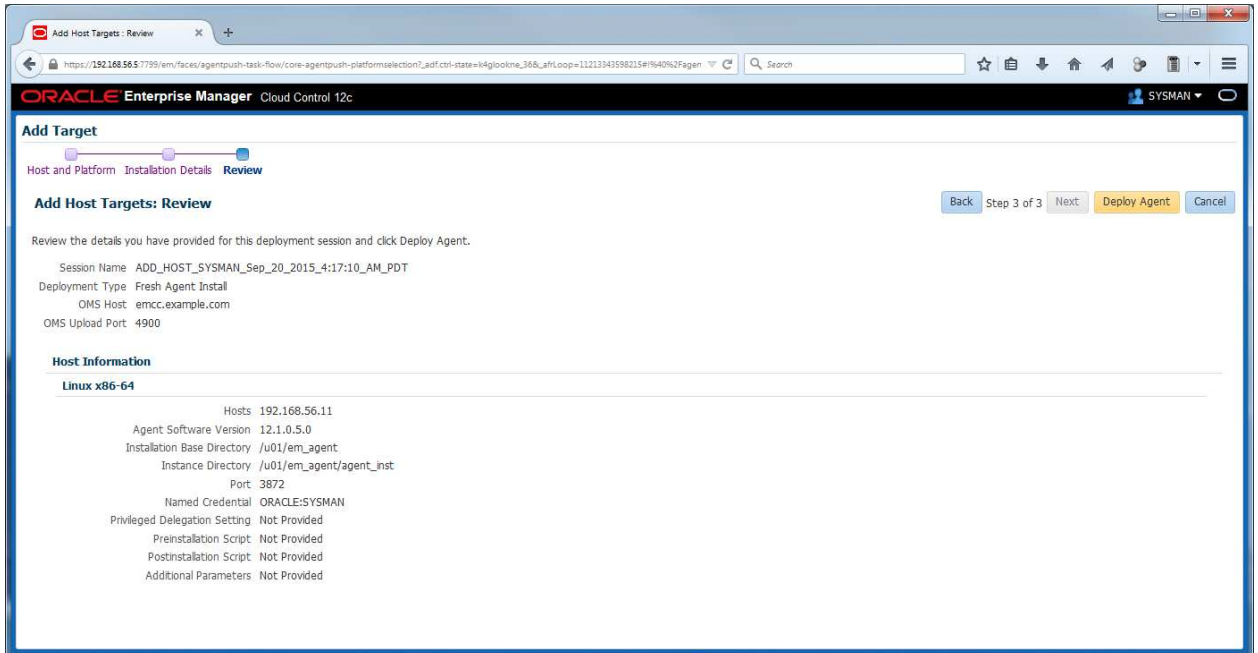 Add Host Targets : Review
https://192.168.56.5:7799/em/faces/agentpush-task-flow/core-agentpush-platformselection?_adf.ctrl-state=k4glookne_36&_afrLoop=11213343598215#!%40%2Fagen
Search
ORACLE Enterprise Manager Cloud Control 12c
SYSMAN
Add Target
Host and Platform Installation Details Review
Add Host Targets: Review
Back Step 3 of 3 Next Deploy Agent Cancel
Review the details you have provided for this deployment session and click Deploy Agent.
Session Name ADD_HOST_SYSMAN_Sep_20_2015_4:17:10_AM_PDT
Deployment Type Fresh Agent Install
OMS Host emcc.example.com
OMS Upload Port 4900
Host Information
Linux x86-64
Hosts 192.168.56.11
Agent Software Version 12.1.0.5.0
Installation Base Directory /u01/em_agent
Instance Directory /u01/em_agent/agent_inst
Port 3872
Named Credential ORACLE:SYSMAN
Privileged Delegation Setting Not Provided
Preinstallation Script Not Provided
Postinstallation Script Not Provided
Additional Parameters Not Provided